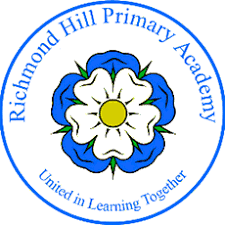 Richmond Hill Primary Academy
United in Learning Together